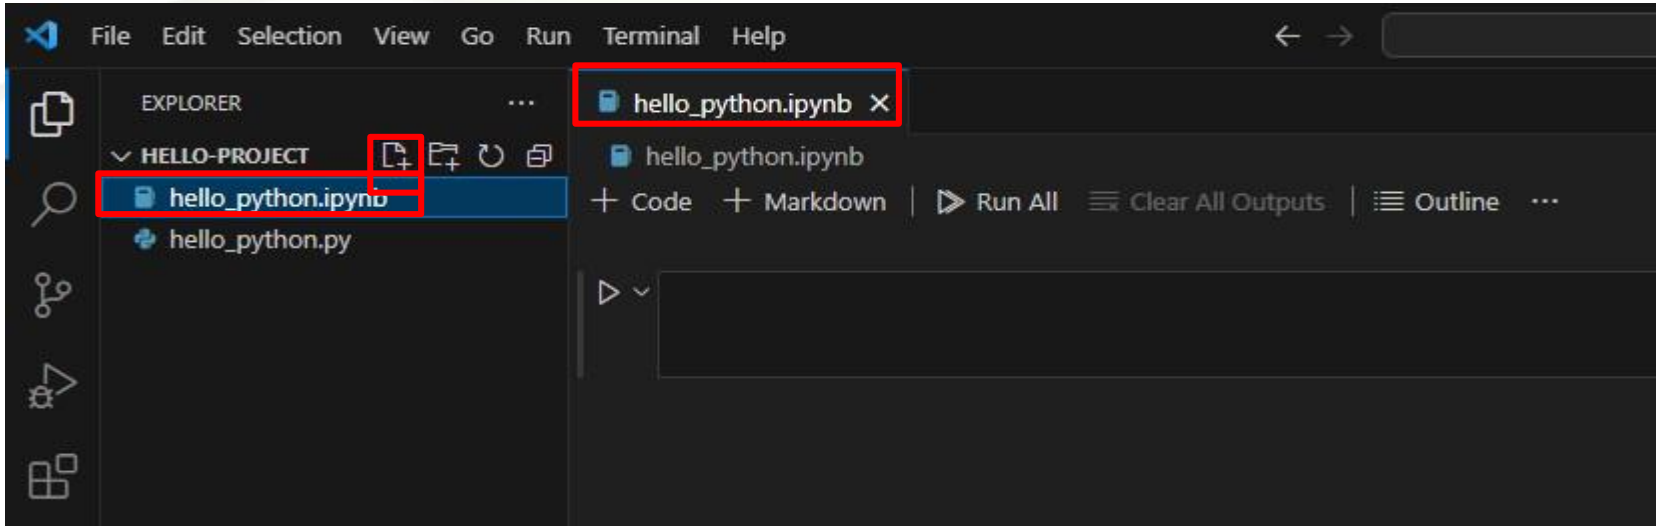 File Edit Selection View Go Run Terminal Help
EXPLORER
HELLO-PROJECT
hello_python.ipynb
hello_python.py
hello_python.ipynb
hello_python.ipynb
+ Code + Markdown | Run All Clear All Outputs | Outline ...